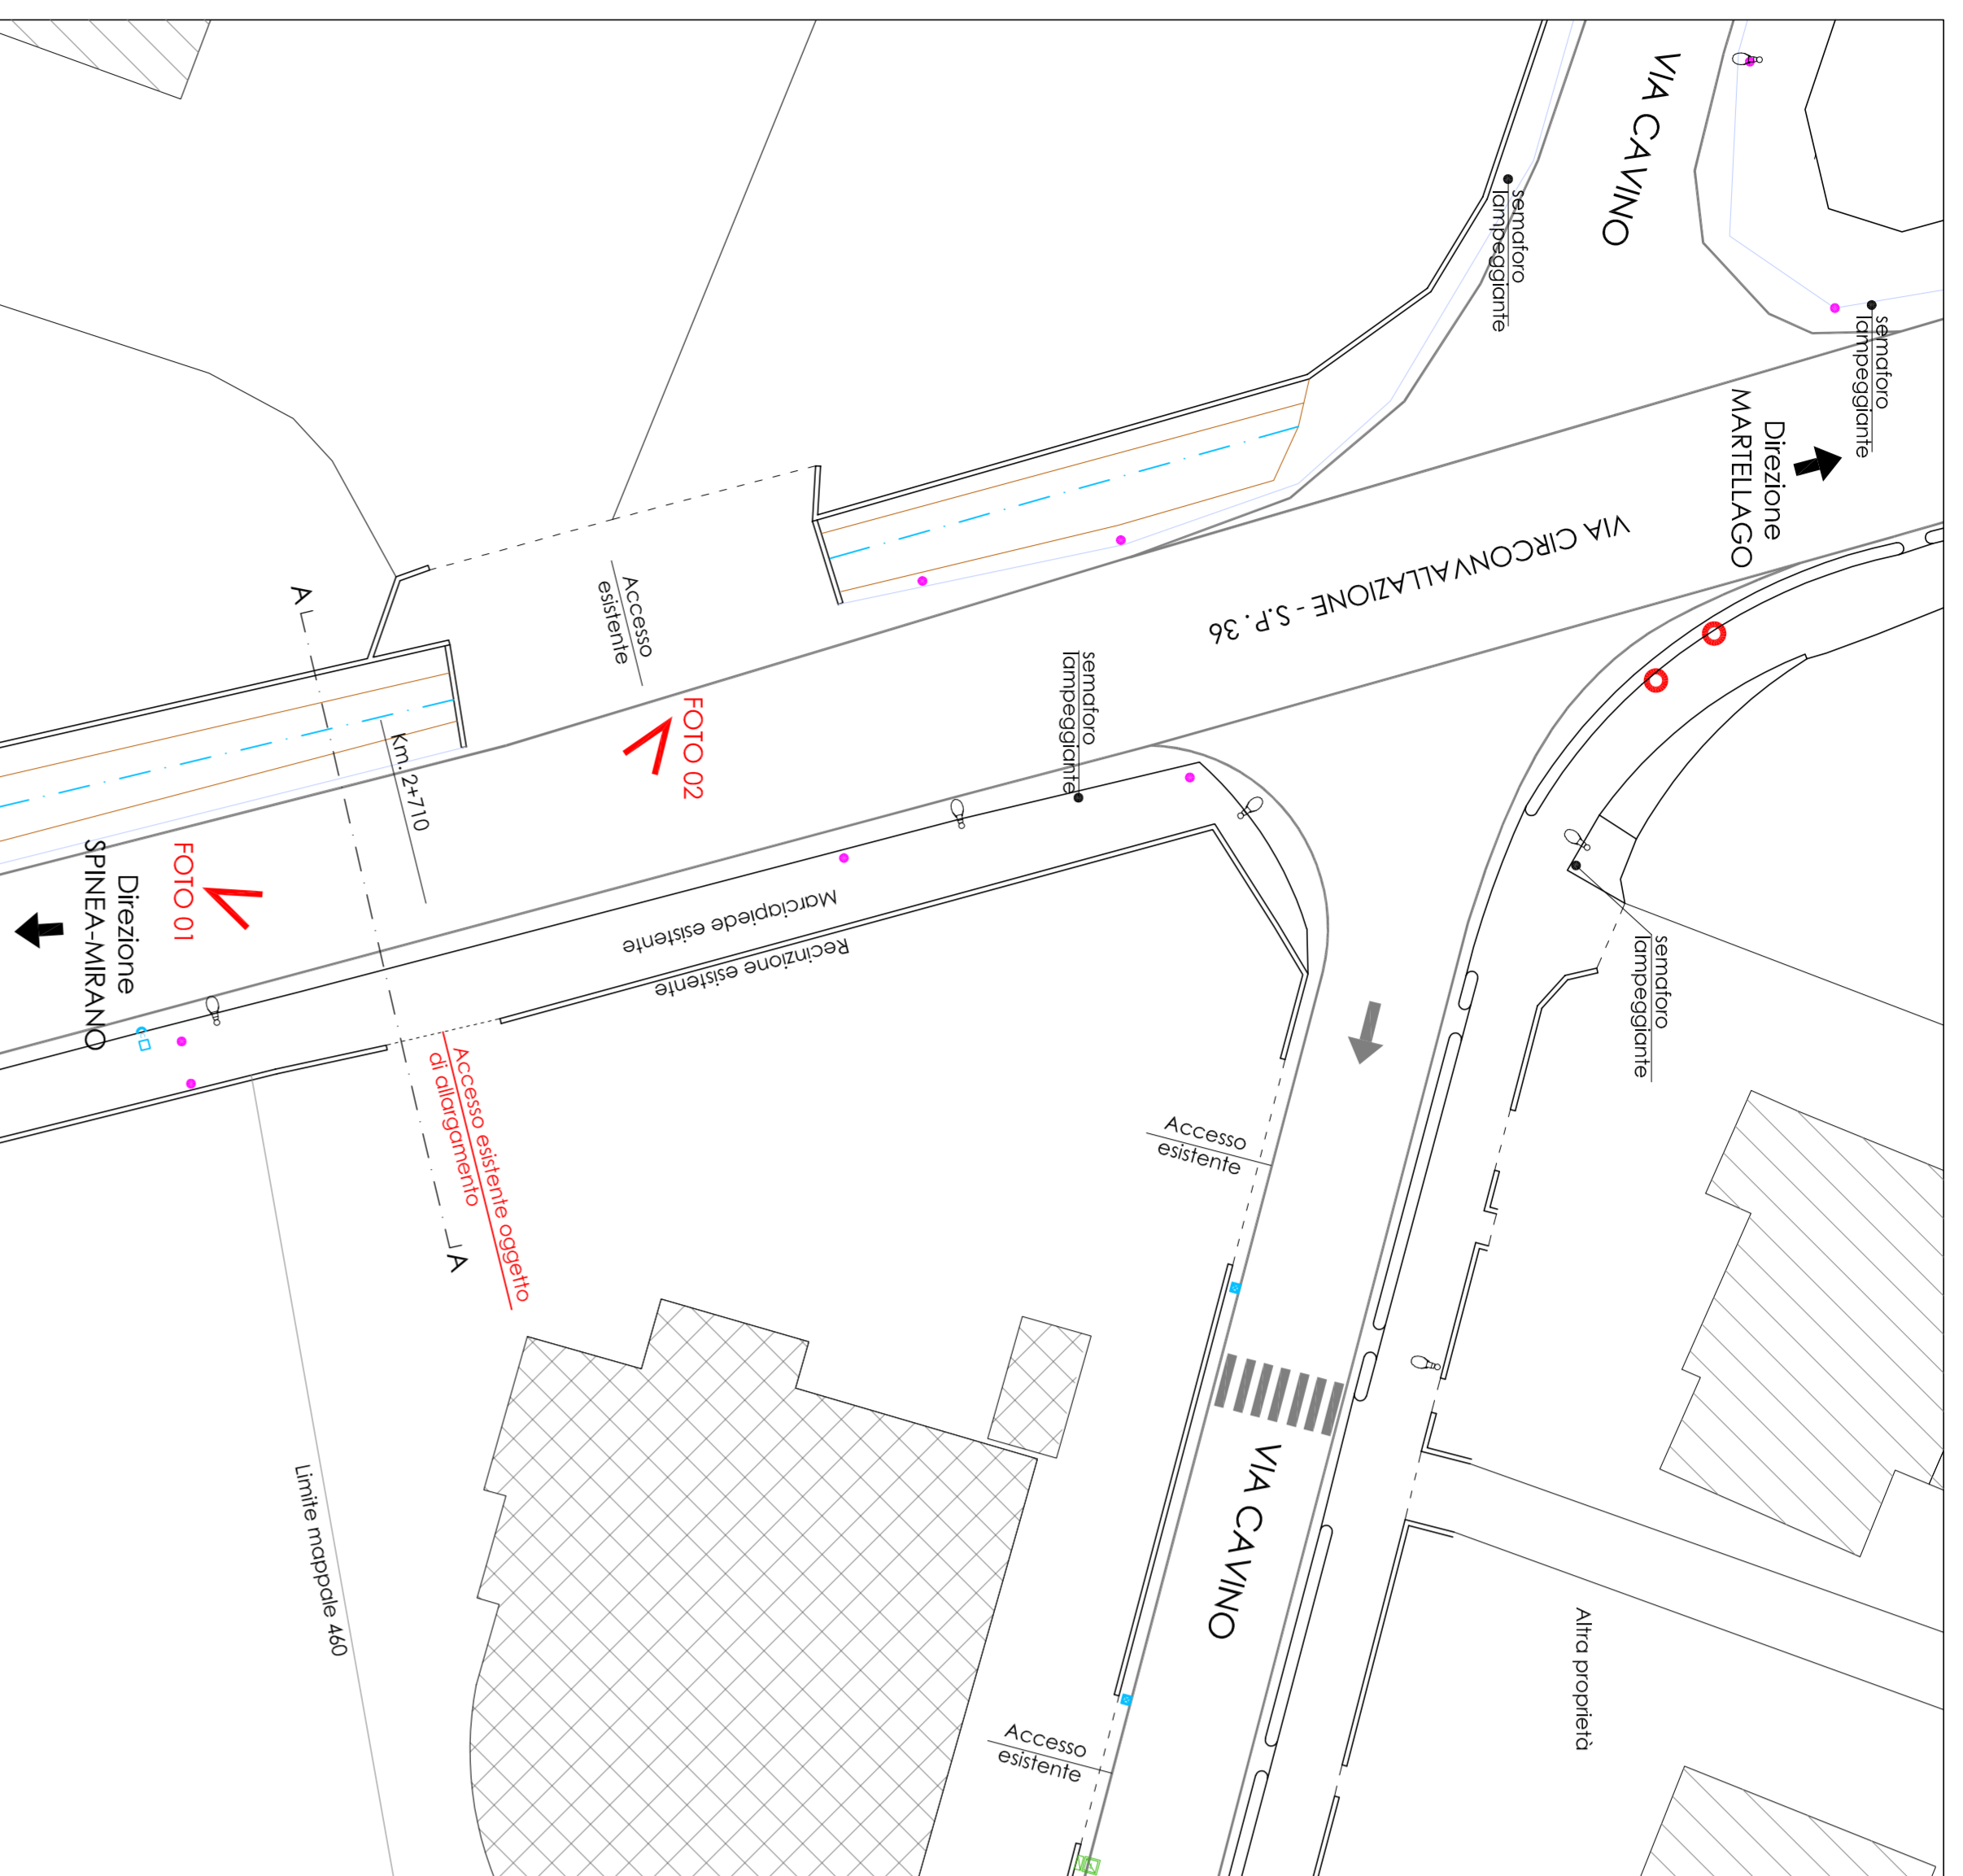 VIA CAVINO
semaforo
lampeggiante
semaforo
lampeggiante
Direzione
MARTELLAGO
VIA CIRCONVALLAZIONE - S.P. 36
Accesso
esistente
A
semaforo
lampeggiante
FOTO 02
Km. 2+710
FOTO 01
Direzione
SPINEA-MIRANO
Marciapiede esistente
Recinzione esistente
semaforo
lampeggiante
Accesso esistente oggetto
di allargamento
A
Accesso
esistente
VIA CAVINO
Limite mappale 460
Altra proprietà
Accesso
esistente